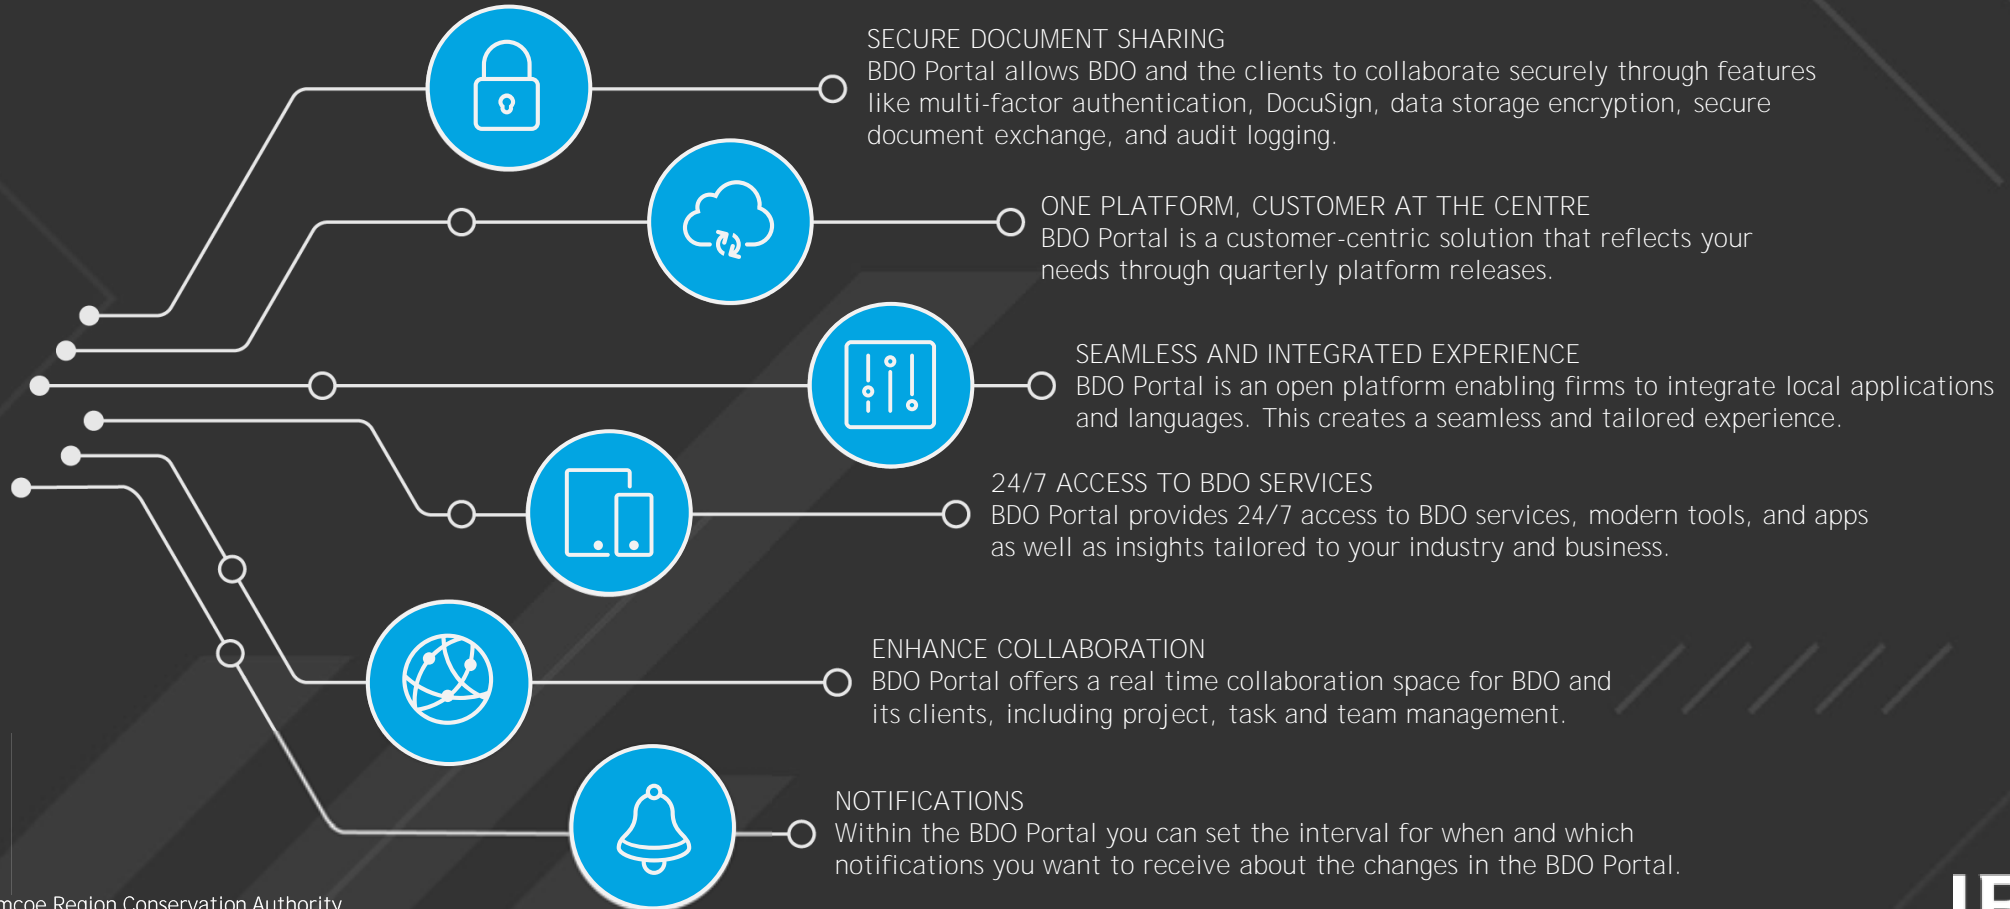 SECURE DOCUMENT SHARING
BDO Portal allows BDO and the clients to collaborate securely through features
like multi-factor authentication, DocuSign, data storage encryption, secure
document exchange, and audit logging.
ONE PLATFORM, CUSTOMER AT THE CENTRE
BDO Portal is a customer-centric solution that reflects your
needs through quarterly platform releases.
SEAMLESS AND INTEGRATED EXPERIENCE
BDO Portal is an open platform enabling firms to integrate local applications
and languages. This creates a seamless and tailored experience.
24/7 ACCESS TO BDO SERVICES
BDO Portal provides 24/7 access to BDO services, modern tools, and apps
as well as insights tailored to your industry and business.
ENHANCE COLLABORATION
BDO Portal offers a real time collaboration space for BDO and
its clients, including project, task and team management.
NOTIFICATIONS
Within the BDO Portal you can set the interval for when and which
notifications you want to receive about the changes in the BDO Portal.
Region Conservation Authority